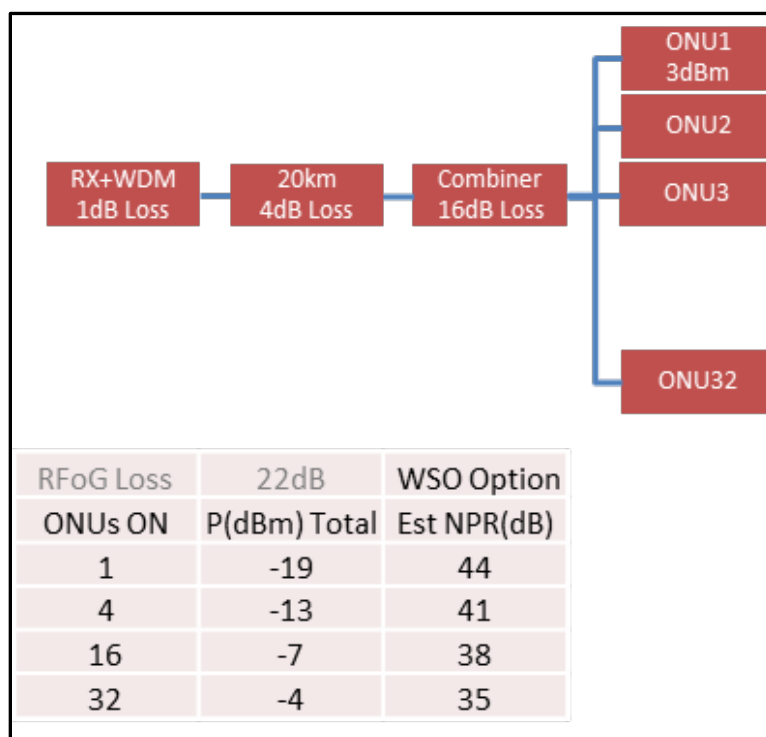 ONU1
3dBm
ONU2
RX+WDM
1dB Loss
20km
4dB Loss
Combiner
16dB Loss
ONU3
ONU32
RFoG Loss 22dB WSO Option
ONUs ON P(dBm) Total Est NPR(dB)
1 -19 44
4 -13 41
16 -7 38
32 -4 35